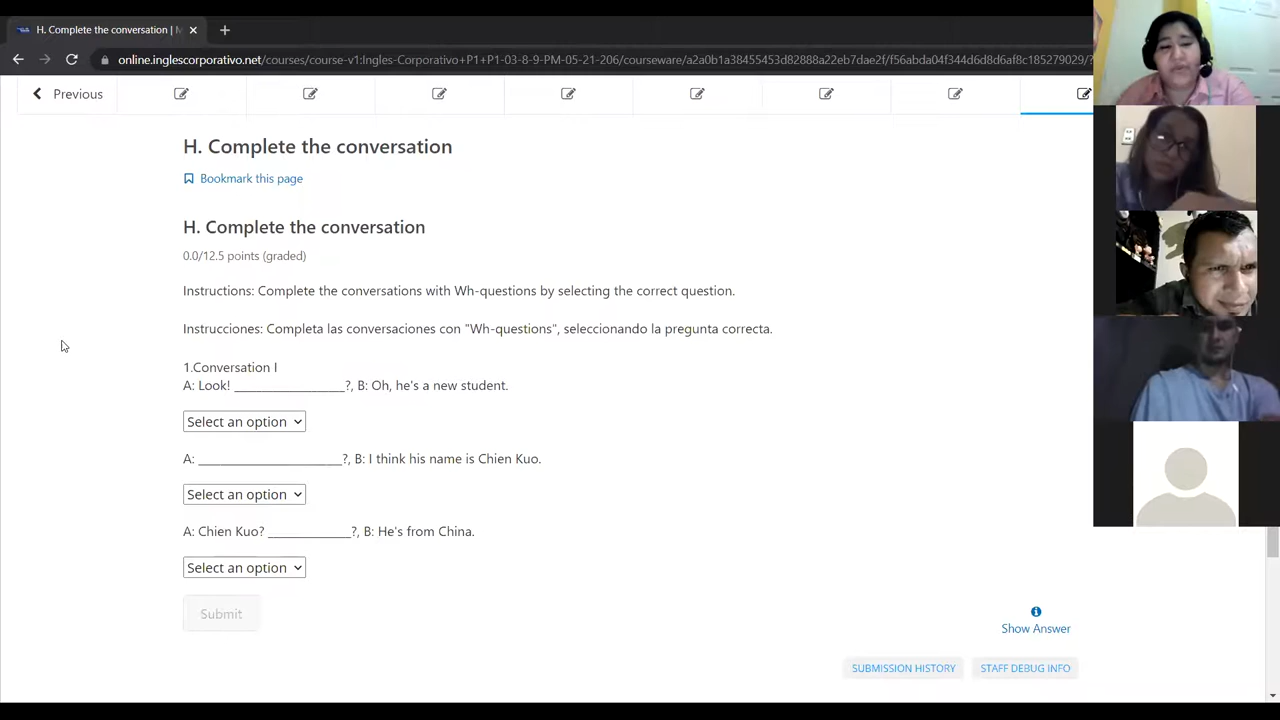 H. Complete the conversation |
online.inglescorporativo.net/courses/course-v1:Ingles-Corporativo+P1+P1-03-8-9-PM-05-21-206/courseware/a2a0b1a38455453d82888a22eb7dae2f/f56abda04f344d6d8d6af8c185279029/?
Previous
H. Complete the conversation
Bookmark this page
H. Complete the conversation
0.0/12.5 points (graded)
Instructions: Complete the conversations with Wh-questions by selecting the correct question.
Instrucciones: Completa las conversaciones con "Wh-questions", seleccionando la pregunta correcta.
1.Conversation I
A: Look! ___________________?, B: Oh, he's a new student.
Select an option
A: _________________________?, B: I think his name is Chien Kuo.
Select an option
A: Chien Kuo? ______________?, B: He's from China.
Select an option
Submit
Show Answer
SUBMISSION HISTORY
STAFF DEBUG INFO